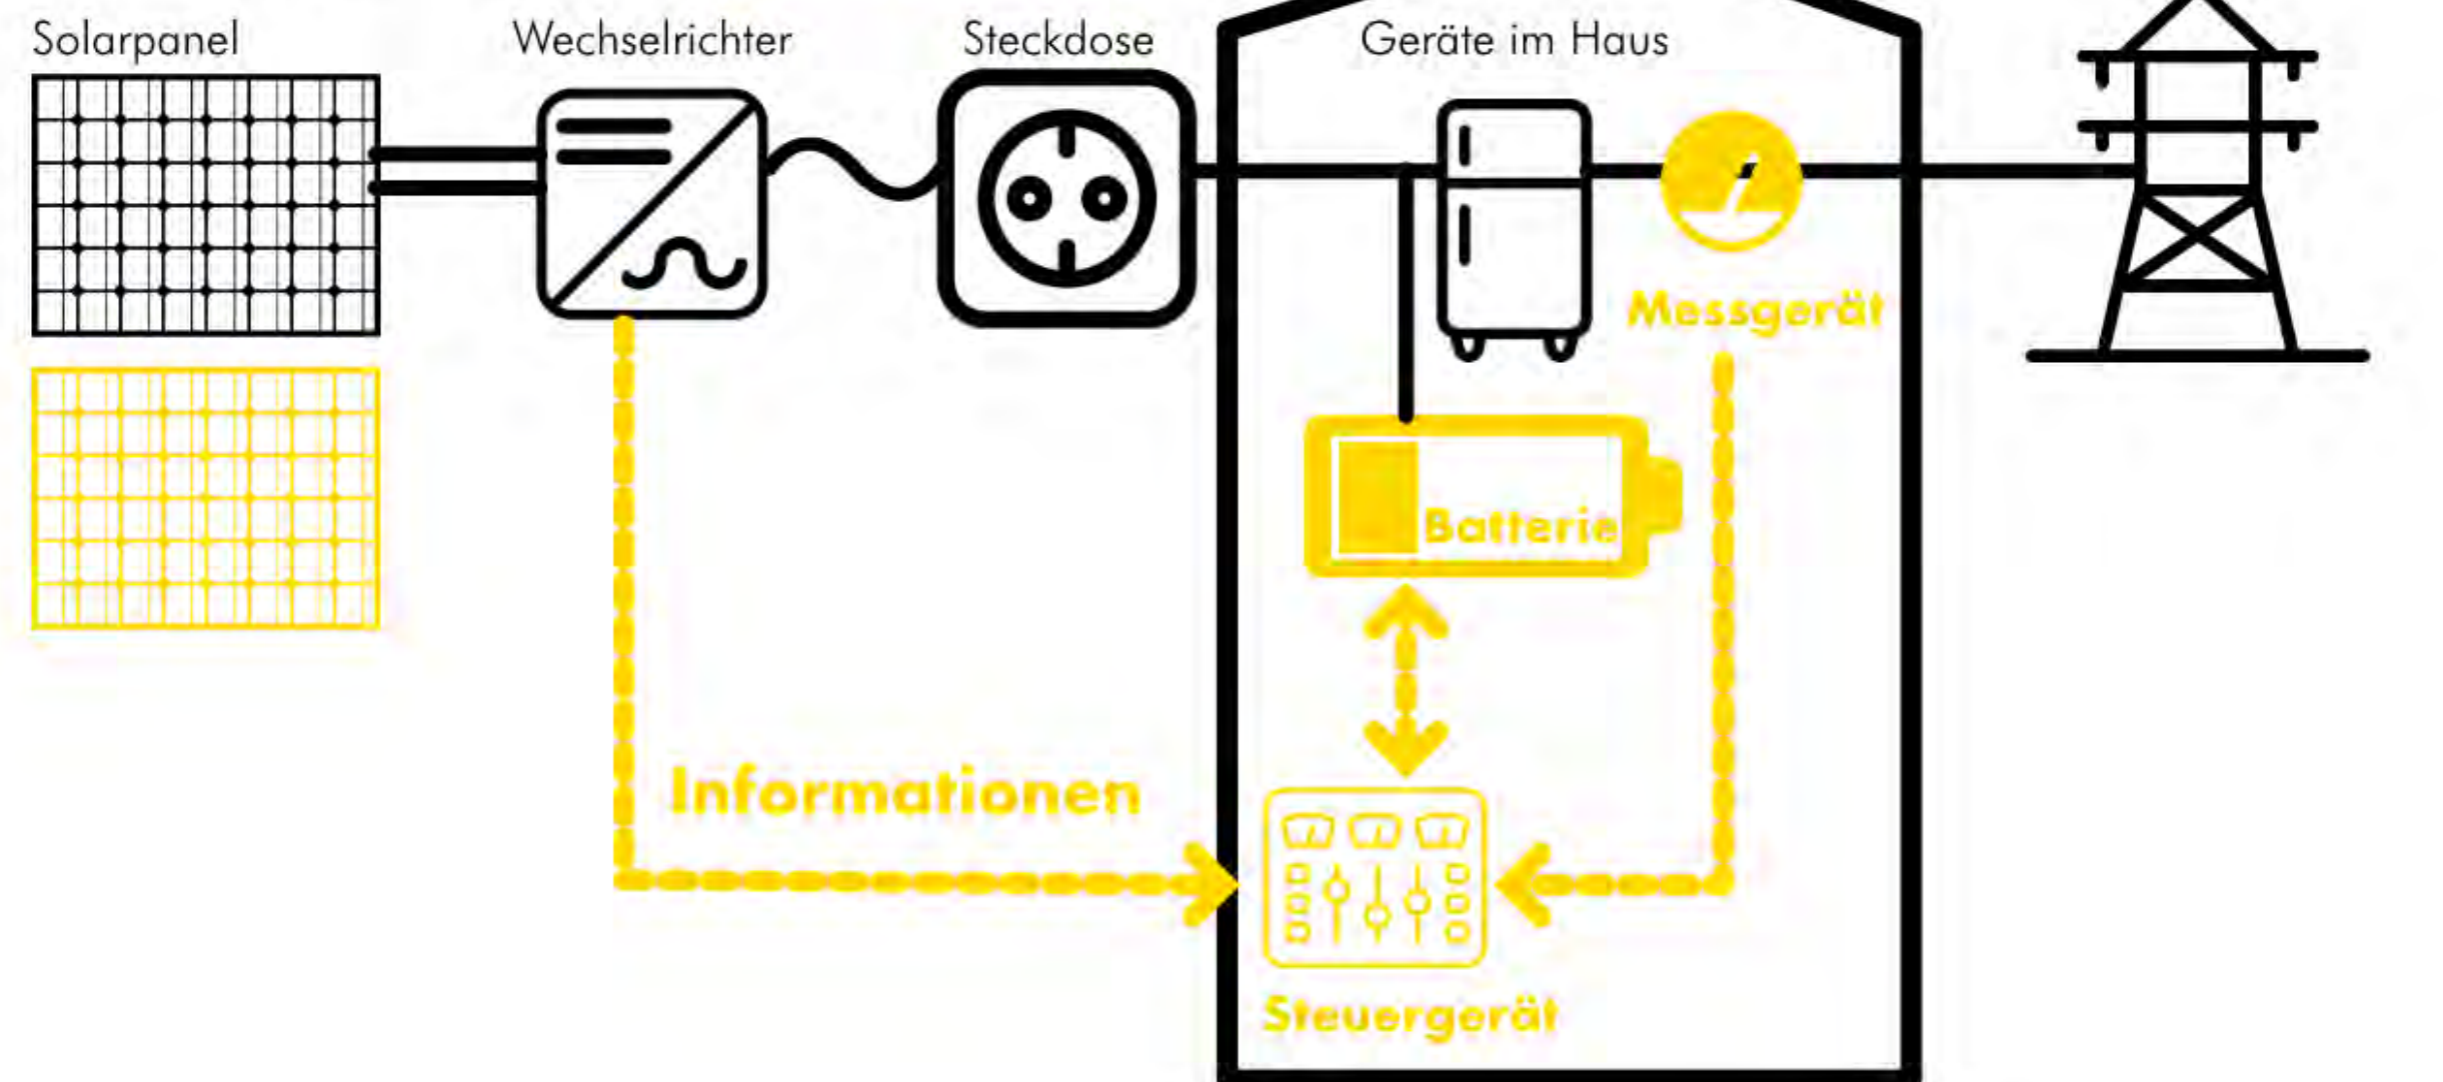 Solarpanel
Wechselrichter
Steckdose
Geräte im Haus
Messgerät
Batterie
Informationen
Steuergerät